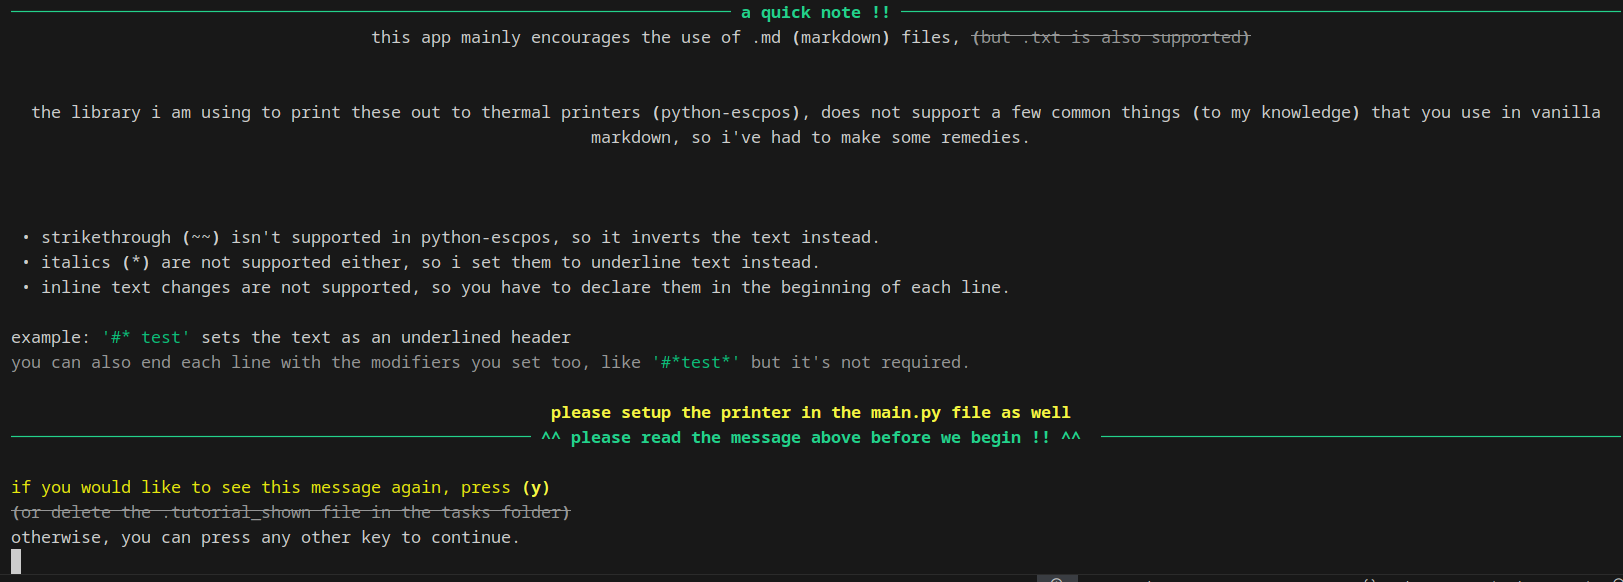 a quick note !!
this app mainly encourages the use of .md (markdown) files, (but .txt is also supported)
the library i am using to print these out to thermal printers (python-escpos), does not support a few common things (to my knowledge) that you use in vanilla
markdown, so i've had to make some remedies.
• strikethrough (~~) isn't supported in python-escpos, so it inverts the text instead.
• italics (*) are not supported either, so i set them to underline text instead.
• inline text changes are not supported, so you have to declare them in the beginning of each line.
example: '#* test' sets the text as an underlined header
you can also end each line with the modifiers you set too, like '#*test*' but it's not required.
please setup the printer in the main.py file as well
^^ please read the message above before we begin !! ^^
if you would like to see this message again, press (y)
(or delete the .tutorial_shown file in the tasks folder)
otherwise, you can press any other key to continue.